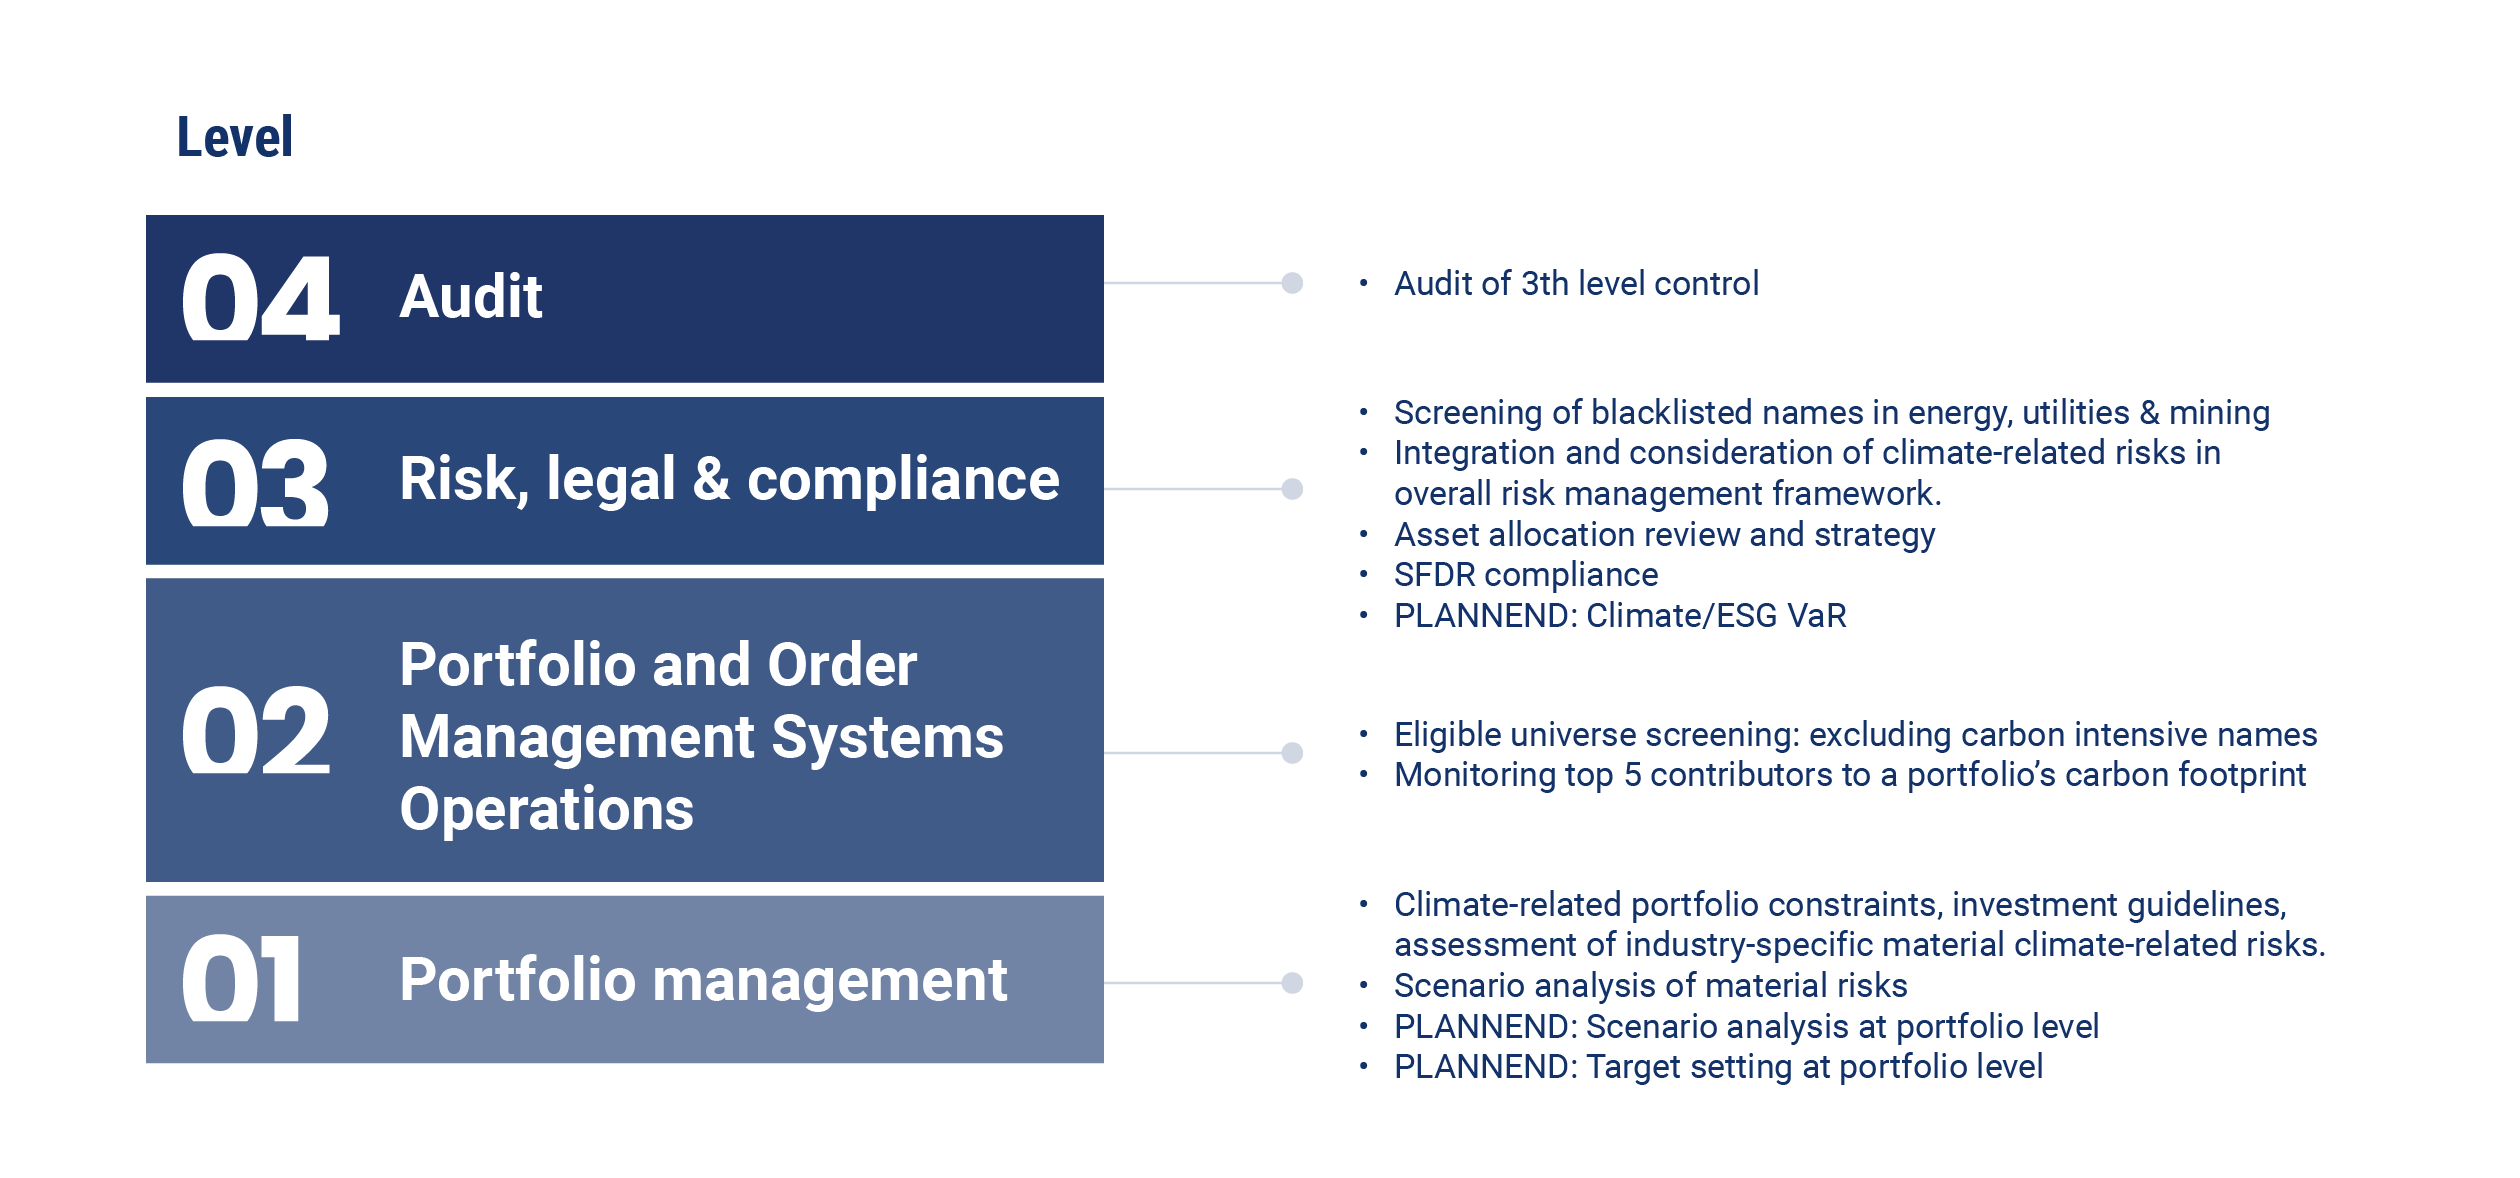 Level
04 Audit
• Audit of 3th level control
03 Risk, legal & compliance
• Screening of blacklisted names in energy, utilities & mining
• Integration and consideration of climate-related risks in
overall risk management framework.
• Asset allocation review and strategy
• SFDR compliance
• PLANNEND: Climate/ESG VaR
02 Portfolio and Order
Management Systems
Operations
• Eligible universe screening: excluding carbon intensive names
• Monitoring top 5 contributors to a portfolio’s carbon footprint
01 Portfolio management
• Climate-related portfolio constraints, investment guidelines,
assessment of industry-specific material climate-related risks.
• Scenario analysis of material risks
• PLANNEND: Scenario analysis at portfolio level
• PLANNEND: Target setting at portfolio level